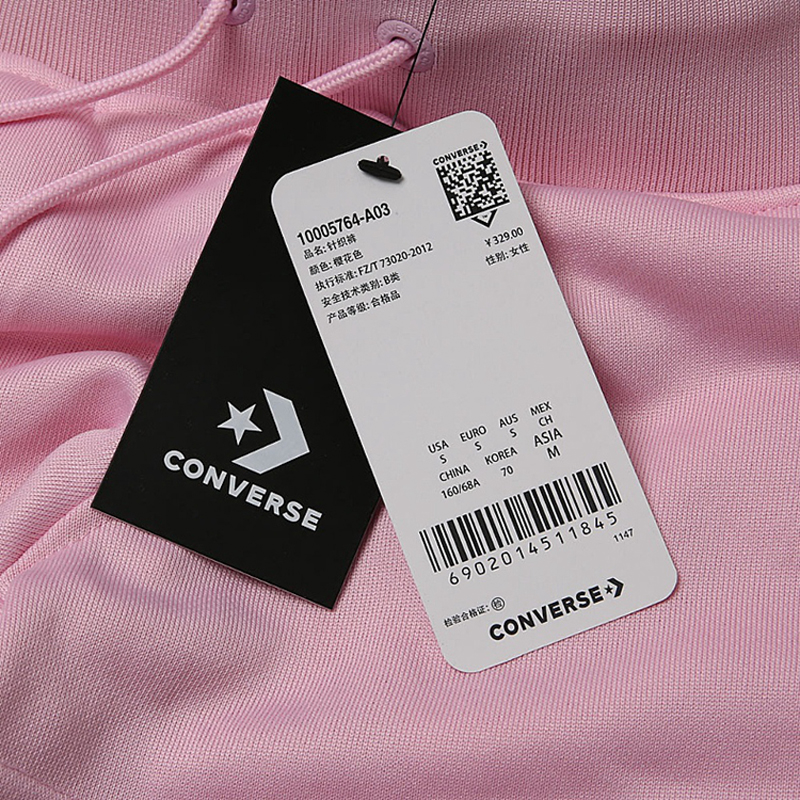 CONVERSE
10005764-A03
品名: 针织裤
颜色: 樱花色
执行标准: FZ/T 73020-2012
安全技术类别: B类
产品等级: 合格品
¥329.00
性别: 女性
USA EURO AUS MEX
S S S CH
CHINA KOREA ASIA
160/68A 70 M
6902014511845
1147
检验合格证: 检
CONVERSE
CONVERSE